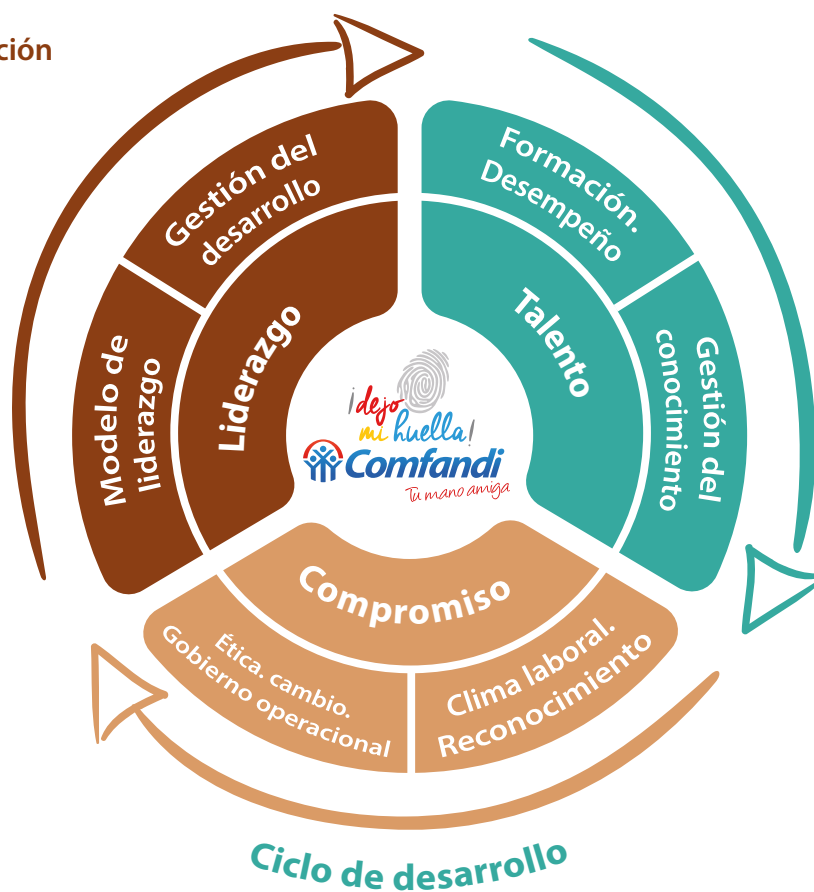 ción
Gestión del
desarrollo
Modelo de
liderazgo
Liderazgo
Formación.
Desempeño
Gestión del
conocimiento
Talento
¡dejo
mi huella!
Comfandi
Tu mano amiga
Compromiso
Ética. cambio.
Gobierno operacional
Clima laboral.
Reconocimiento
Ciclo de desarrollo